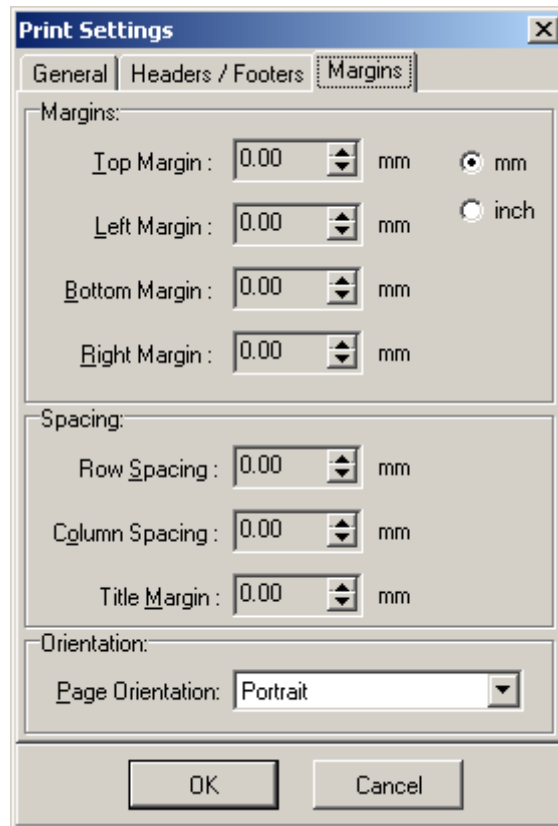 Print Settings
General Headers / Footers Margins
Margins:
Top Margin : 0.00 mm mm
Left Margin : 0.00 mm inch
Bottom Margin : 0.00 mm
Right Margin : 0.00 mm
Spacing:
Row Spacing : 0.00 mm
Column Spacing : 0.00 mm
Title Margin : 0.00 mm
Orientation:
Page Orientation: Portrait
OK Cancel